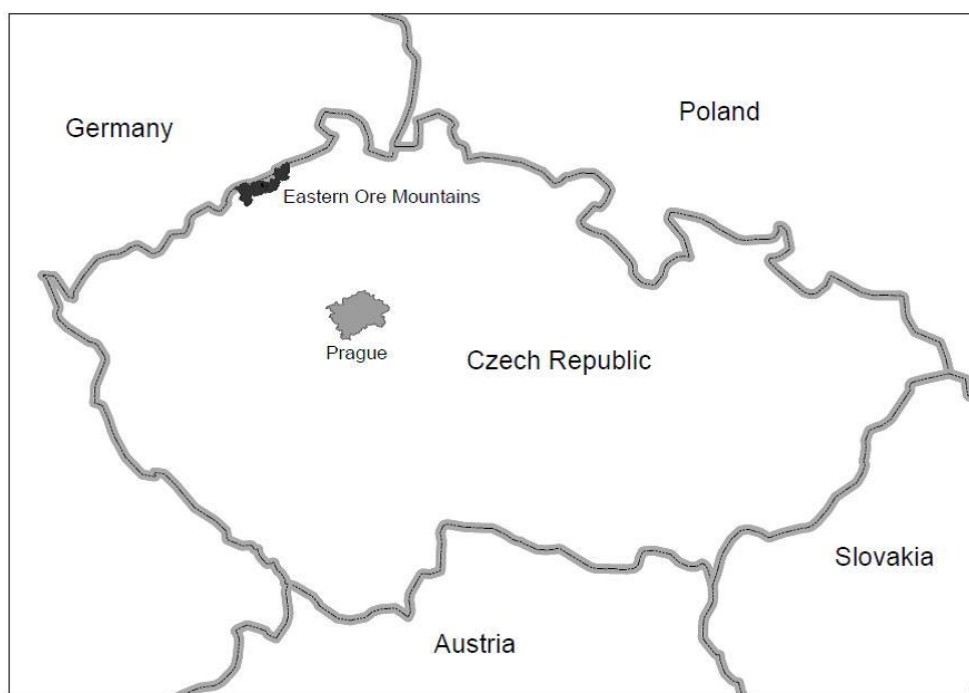 Poland
Germany
Eastern Ore Mountains
Prague
Czech Republic
Slovakia
Austria